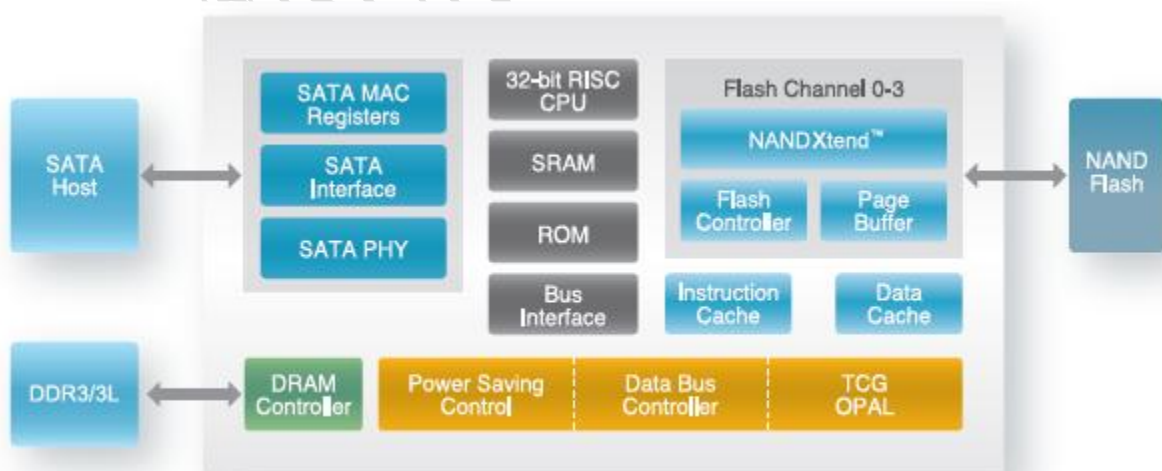 SATA
Host
DDR3/3L
SATA MAC
Registers
SATA
Interface
SATA PHY
32-bit RISC
CPU
SRAM
ROM
Bus
Interface
Flash Channel 0-3
NANDXtend™
Flash
Controller
Page
Buffer
Instruction
Cache
Data
Cache
DRAM
Controller
Power Saving
Control
Data Bus
Controller
TCG
OPAL
NAND
Flash